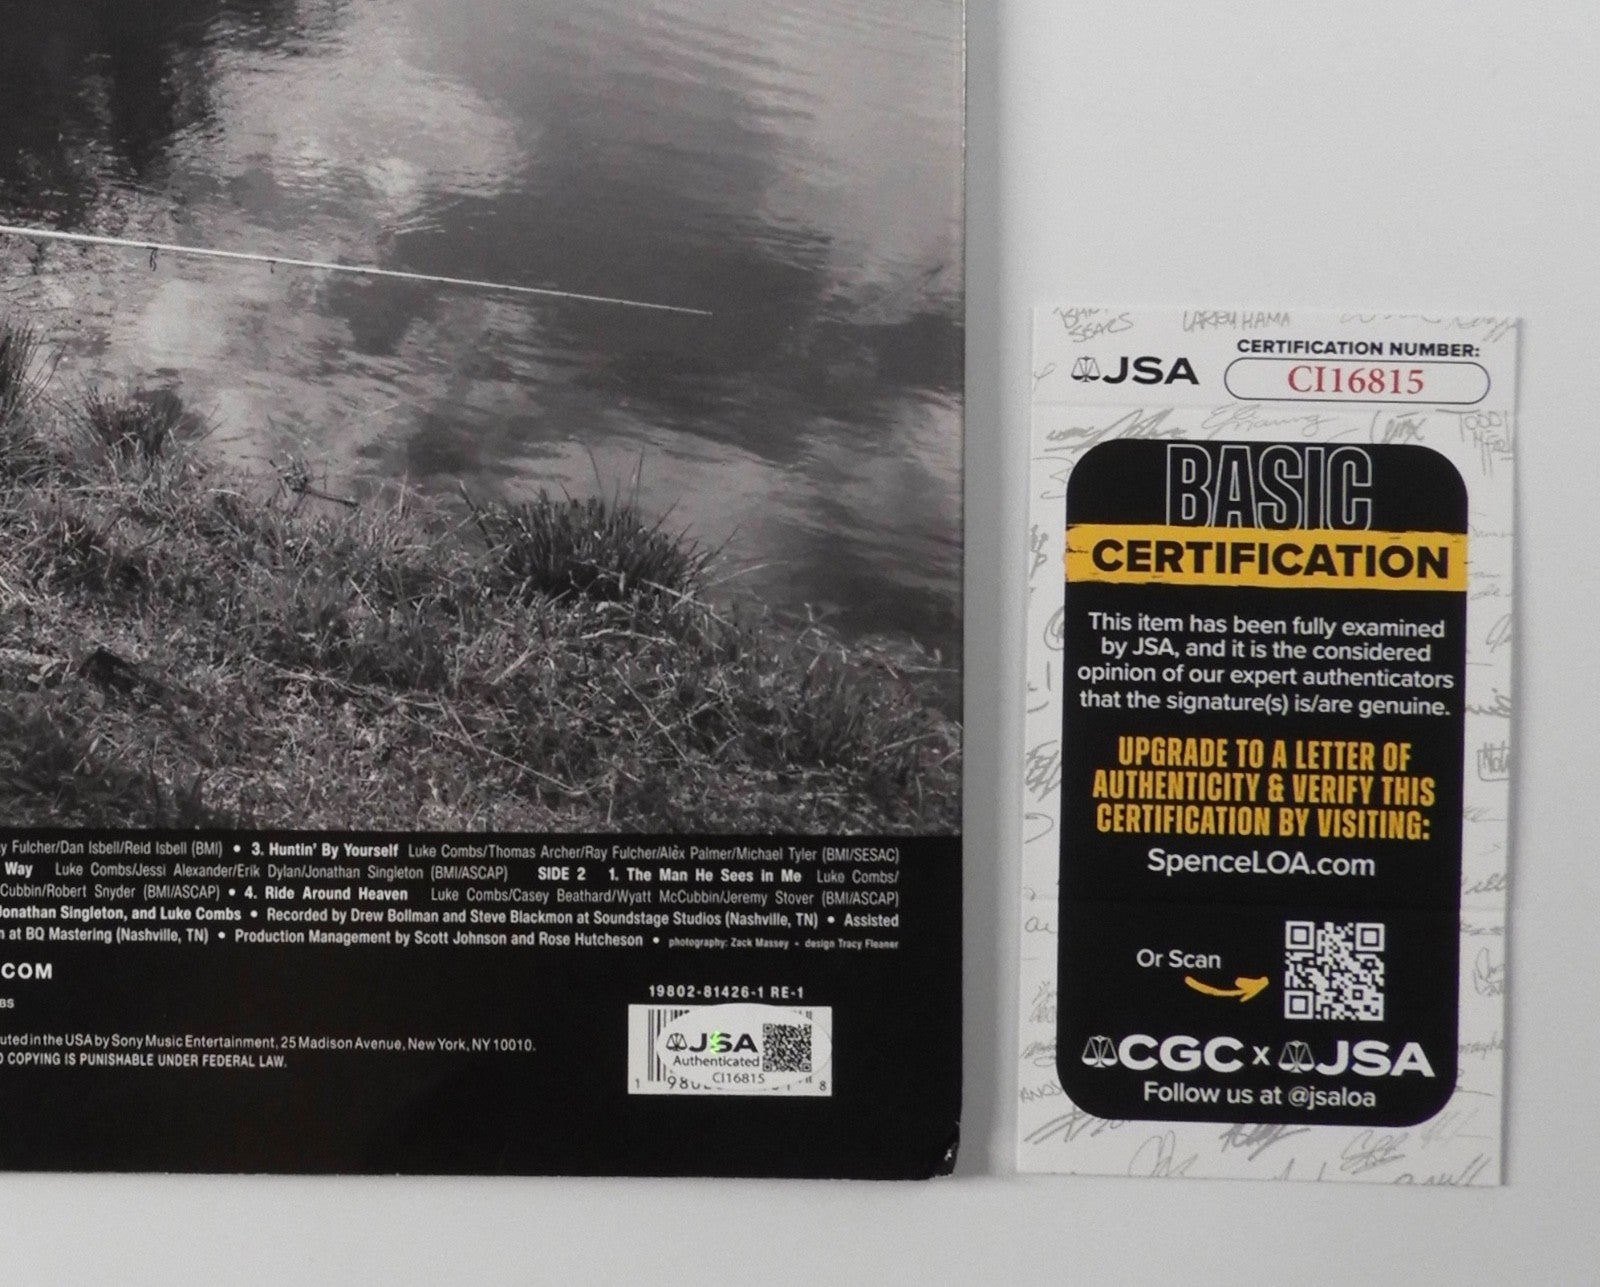 y Fulcher/Dan Isbell/Reid Isbell (BMI) • 3. Huntin' By Yourself Luke Combs/Thomas Archer/Ray Fulcher/Alex Palmer/Michael Tyler (BMI/SESAC)
Way Luke Combs/Jessi Alexander/Erik Dylan/Jonathan Singleton (BMI/ASCAP) SIDE 2 1. The Man He Sees in Me Luke Combs/
Cubbin/Robert Snyder (BMI/ASCAP) • 4. Ride Around Heaven Luke Combs/Casey Beathard/Wyatt McCubbin/Jeremy Stover (BMI/ASCAP)
Jonathan Singleton, and Luke Combs • Recorded by Drew Bollman and Steve Blackmon at Soundstage Studios (Nashville, TN) • Assisted
n at BQ Mastering (Nashville, TN) • Production Management by Scott Johnson and Rose Hutcheson • photography: Zack Massey • design Tracy Fleaner
.COM
BS
uted in the USA by Sony Music Entertainment, 25 Madison Avenue, New York, NY 10010.
D COPYING IS PUNISHABLE UNDER FEDERAL LAW.
19802-81426-1 RE-1
JSA
Authenticated
CI16815
1 980 8
LARRY HAMA
SEARS
JSA
CERTIFICATION NUMBER:
CI16815
BASIC
CERTIFICATION
This item has been fully examined
by JSA, and it is the considered
opinion of our expert authenticators
that the signature(s) is/are genuine.
UPGRADE TO A LETTER OF
AUTHENTICITY & VERIFY THIS
CERTIFICATION BY VISITING:
SpenceLOA.com
Or Scan
CGC x JSA
Follow us at @jsaloa